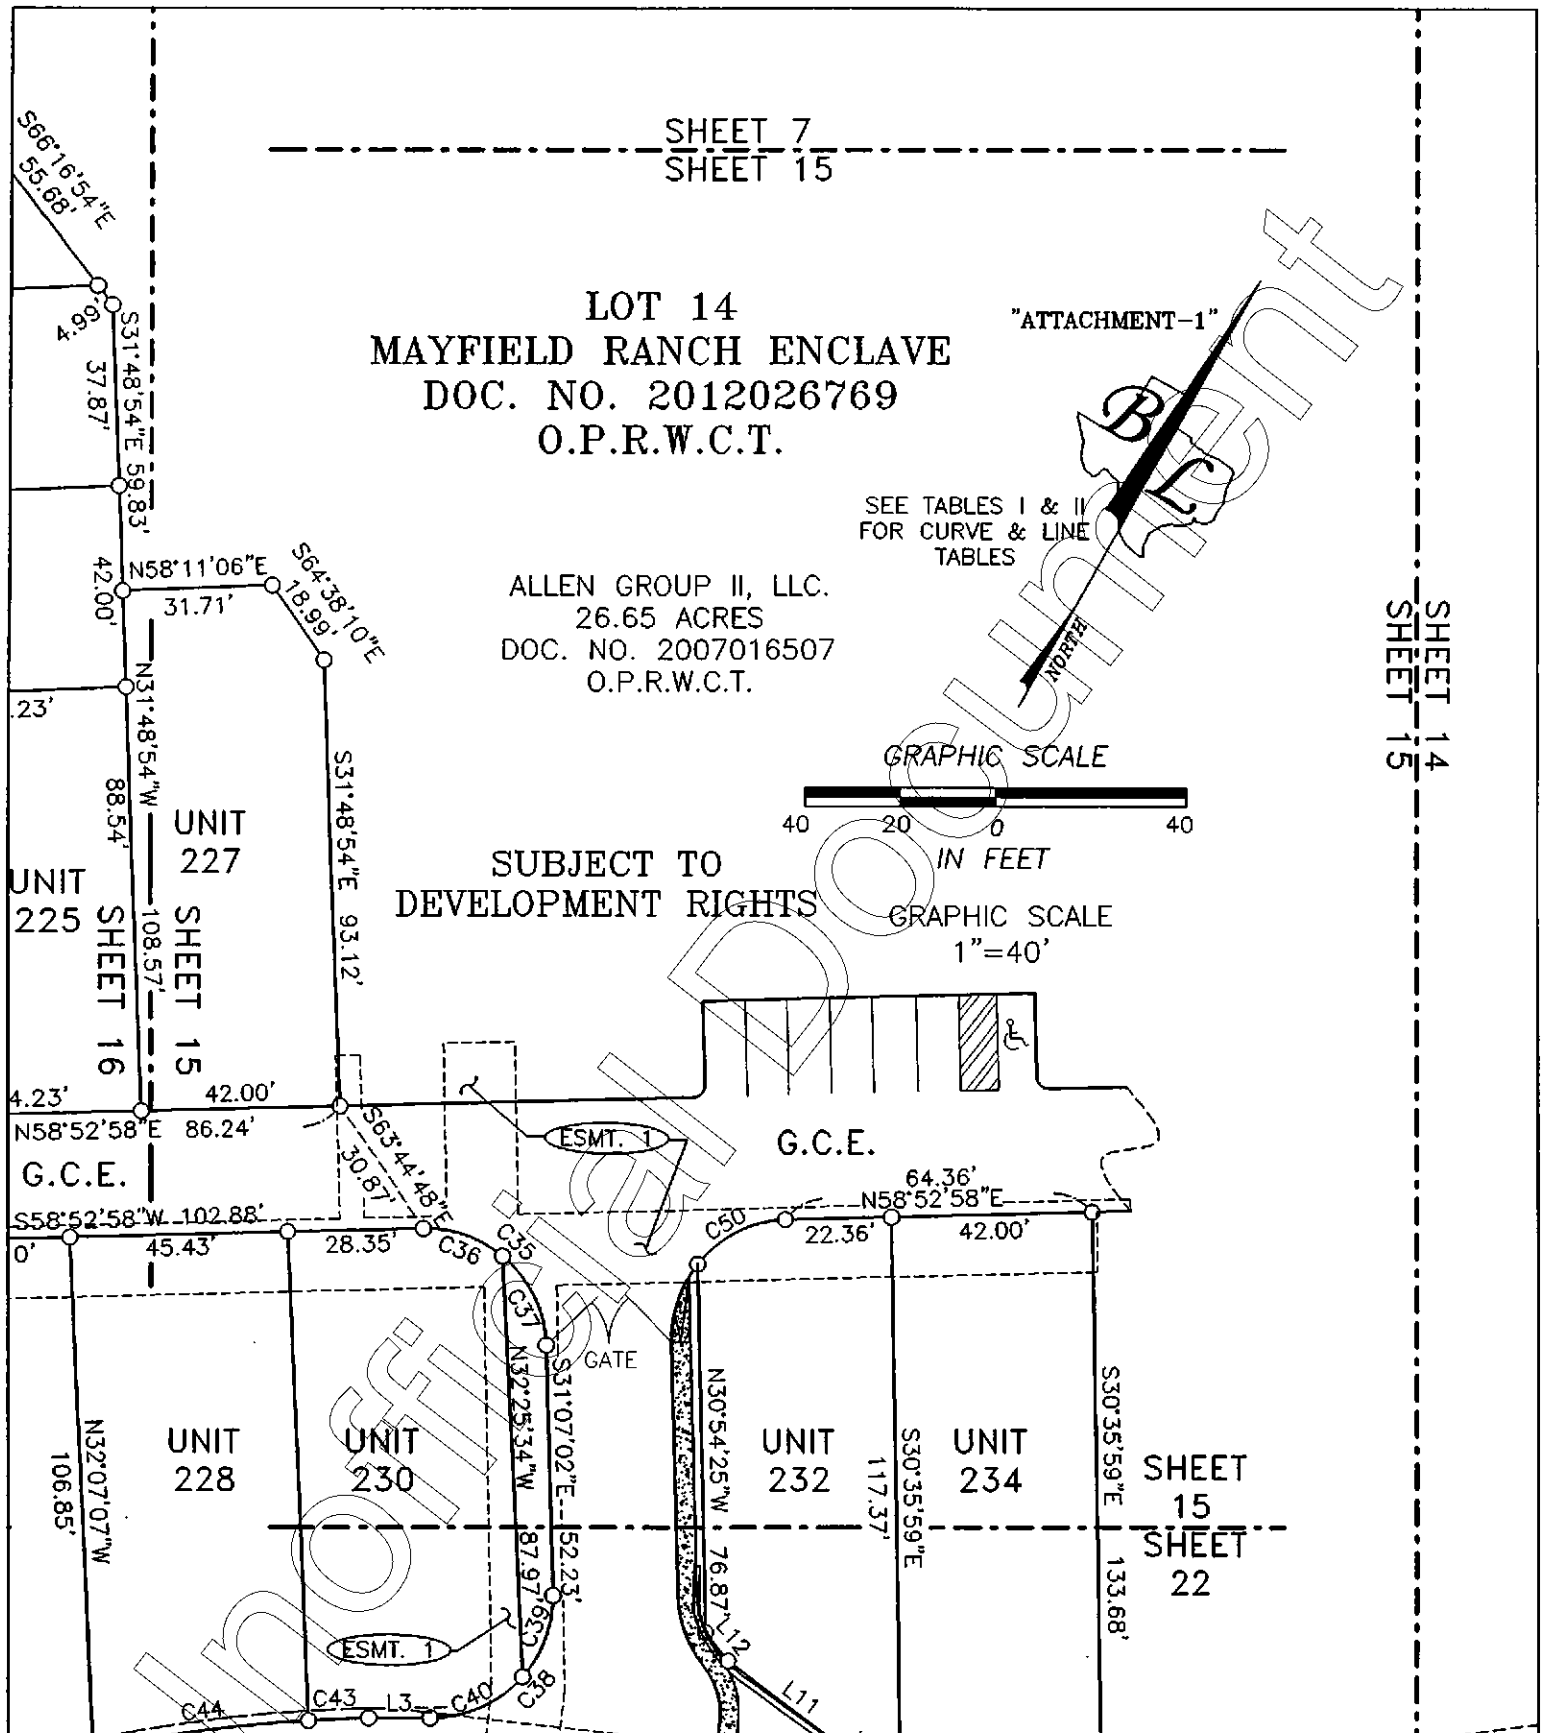 SHEET 7
SHEET 15
S66°16'54"E
55.68'
4.99'
S31°48'54"E 59.83'
37.87'
LOT 14
MAYFIELD RANCH ENCLAVE
DOC. NO. 2012026769
O.P.R.W.C.T.
"ATTACHMENT-1"
B
L
NORTH
SEE TABLES I & II
FOR CURVE & LINE
TABLES
42.00'
N58°11'06"E
31.71'
S64°38'10"E
18.99'
ALLEN GROUP II, LLC.
26.65 ACRES
DOC. NO. 2007016507
O.P.R.W.C.T.
SHEET 14
SHEET 15
.23'
N31°48'54"W
108.57'
88.54'
S31°48'54"E 93.12'
GRAPHIC SCALE
40 20 0 40
IN FEET
GRAPHIC SCALE
1"=40'
UNIT
227
UNIT
225
SHEET 16
SHEET 15
SUBJECT TO
DEVELOPMENT RIGHTS
4.23'
42.00'
N58°52'58"E 86.24'
S63°44'48"E
30.87'
ESMT. 1
G.C.E.
G.C.E.
64.36'
N58°52'58"E
S58°52'58"W 102.88'
0'
45.43'
28.35'
C36
C35
C37
C50
22.36'
42.00'
GATE
N32°07'07"W
106.85'
UNIT
228
UNIT
230
N32°25'34"W 87.97'
S31°07'02"E 52.23'
N30°54'25"W 76.87'
UNIT
232
S30°35'59"E
117.37'
UNIT
234
S30°35'59"E
133.68'
SHEET
15
SHEET
22
ESMT. 1
C39
C38
L12
L11
C44
C43
L3
C40
Unofficial Document